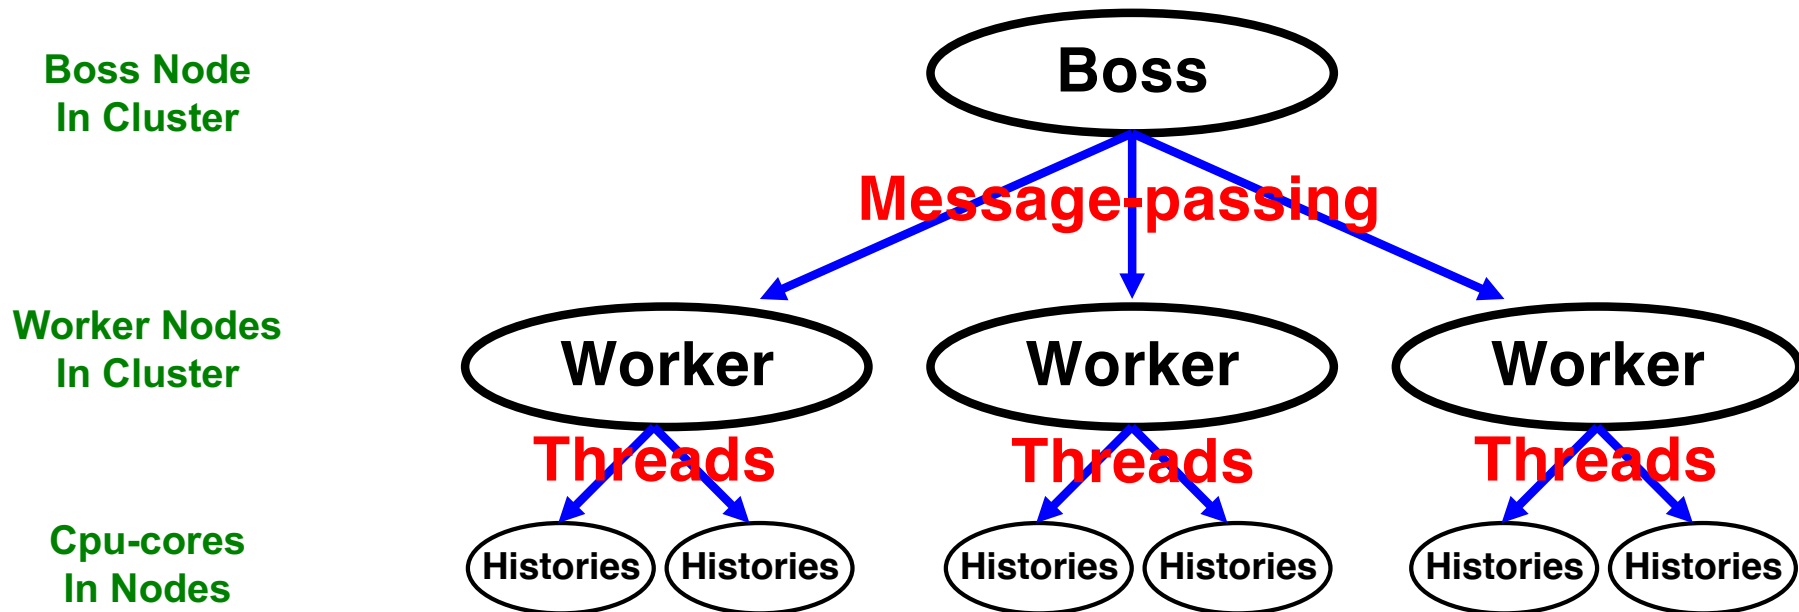 Boss Node
In Cluster
Boss
Message-passing
Worker Nodes
In Cluster
Worker
Worker
Worker
Threads
Threads
Threads
Cpu-cores
In Nodes
Histories
Histories
Histories
Histories
Histories
Histories